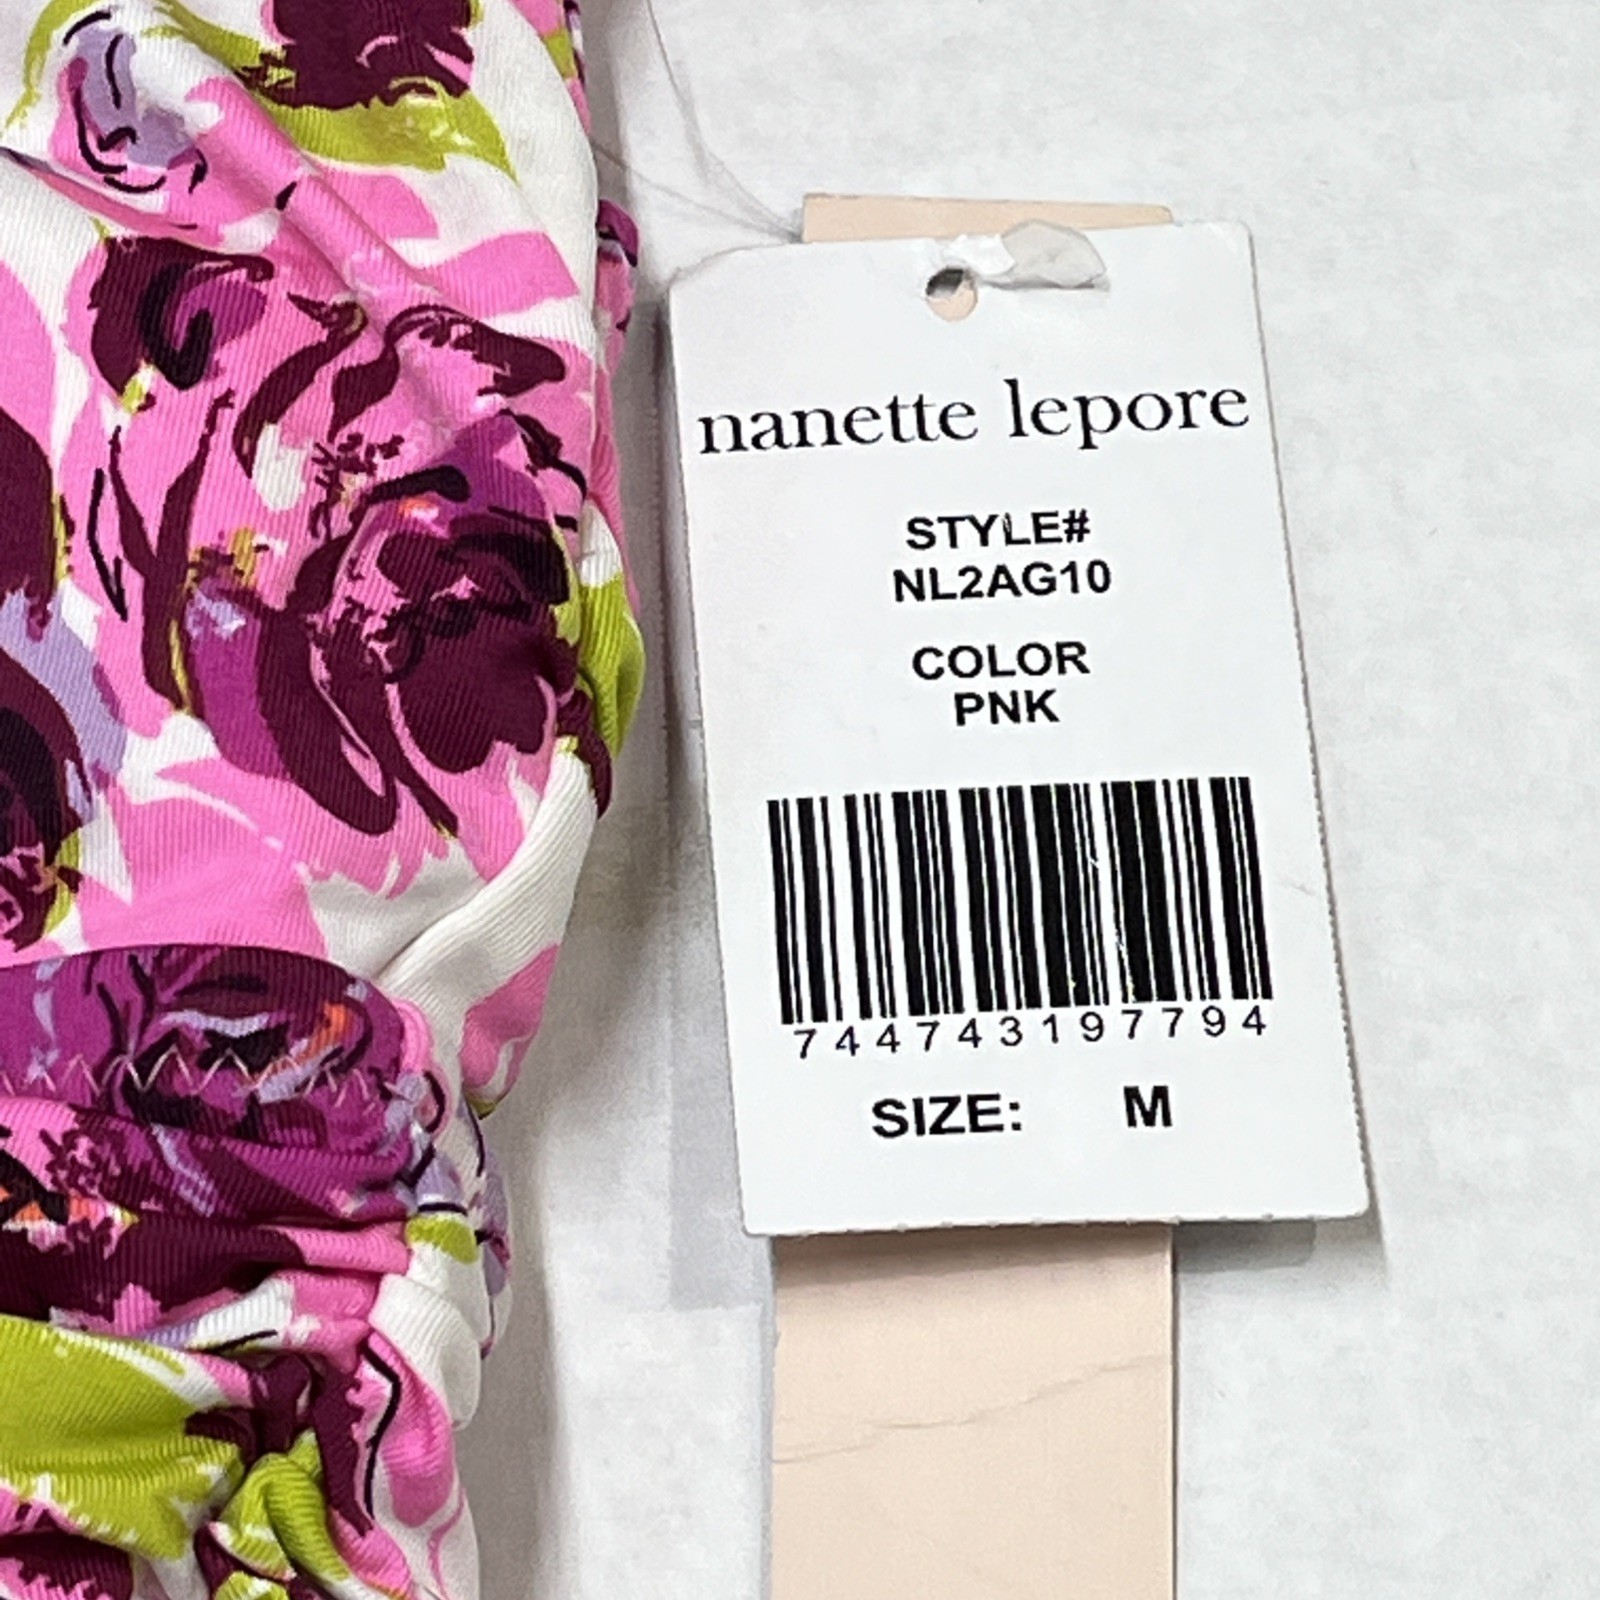 nanette lepore
STYLE#
NL2AG10
COLOR
PNK
744743197794
SIZE: M